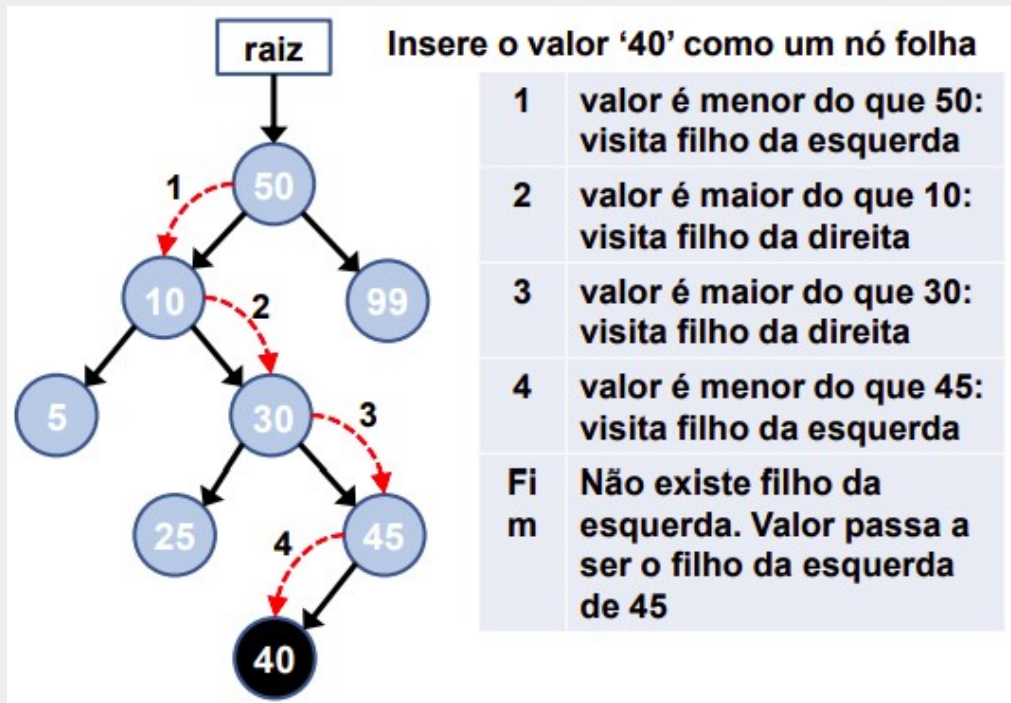 raiz
Insere o valor ‘40’ como um nó folha
1 valor é menor do que 50:
visita filho da esquerda
2 valor é maior do que 10:
visita filho da direita
3 valor é maior do que 30:
visita filho da direita
4 valor é menor do que 45:
visita filho da esquerda
Fi Não existe filho da
m esquerda. Valor passa a
ser o filho da esquerda
de 45
1
50
10
2
99
5
30
3
25
4
45
40